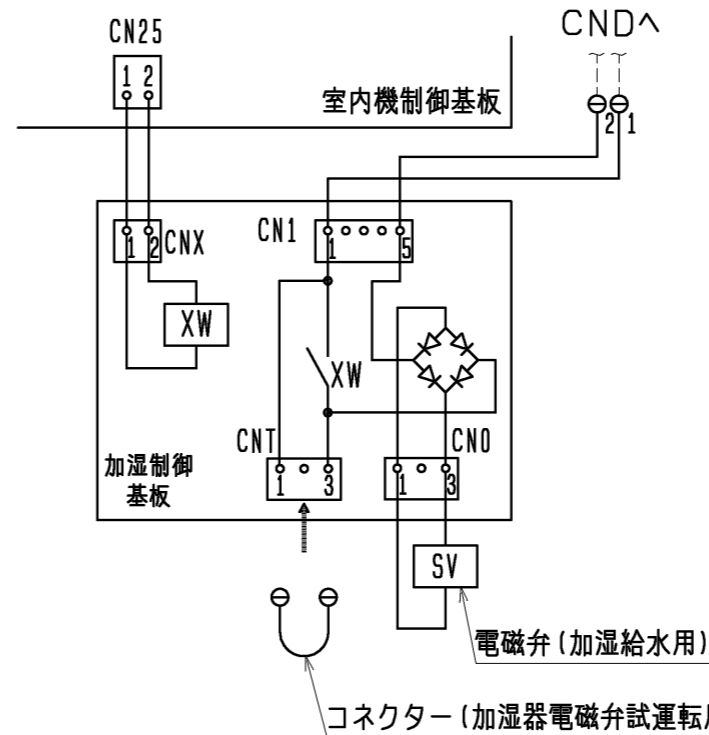 CN25
CNDへ
1 2
室内機制御基板
2 1
CN1
1 2 CNX
1 5
XW
XW
CNT
CNO
加湿制御
基板
1 3
1 3
SV
電磁弁(加湿給水用)
コネクター(加湿器電磁弁試運転